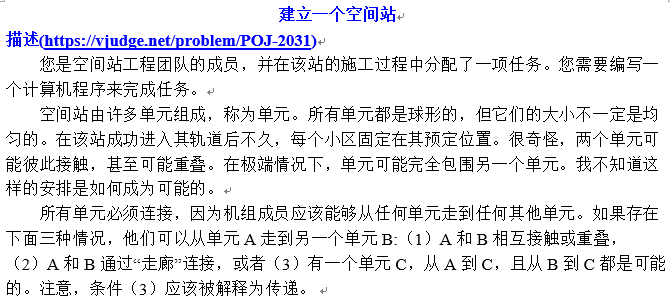 建立一个空间站
描述(https://vjudge.net/problem/POJ-2031)
您是空间站工程团队的成员，并在该站的施工过程中分配了一项任务。您需要编写一
个计算机程序来完成任务。
空间站由许多单元组成，称为单元。所有单元都是球形的，但它们的大小不一定是均
匀的。在该站成功进入其轨道后不久，每个小区固定在其预定位置。很奇怪，两个单元可
能彼此接触，甚至可能重叠。在极端情况下，单元可能完全包围另一个单元。我不知道这
样的安排是如何成为可能的。
所有单元必须连接，因为机组成员应该能够从任何单元走到任何其他单元。如果存在
下面三种情况，他们可以从单元 A 走到另一个单元 B:（1）A 和 B 相互接触或重叠，
（2）A 和 B 通过“走廊”连接，或者（3）有一个单元 C，从 A 到 C，且从 B 到 C 都是可能
的。注意，条件（3）应该被解释为传递。